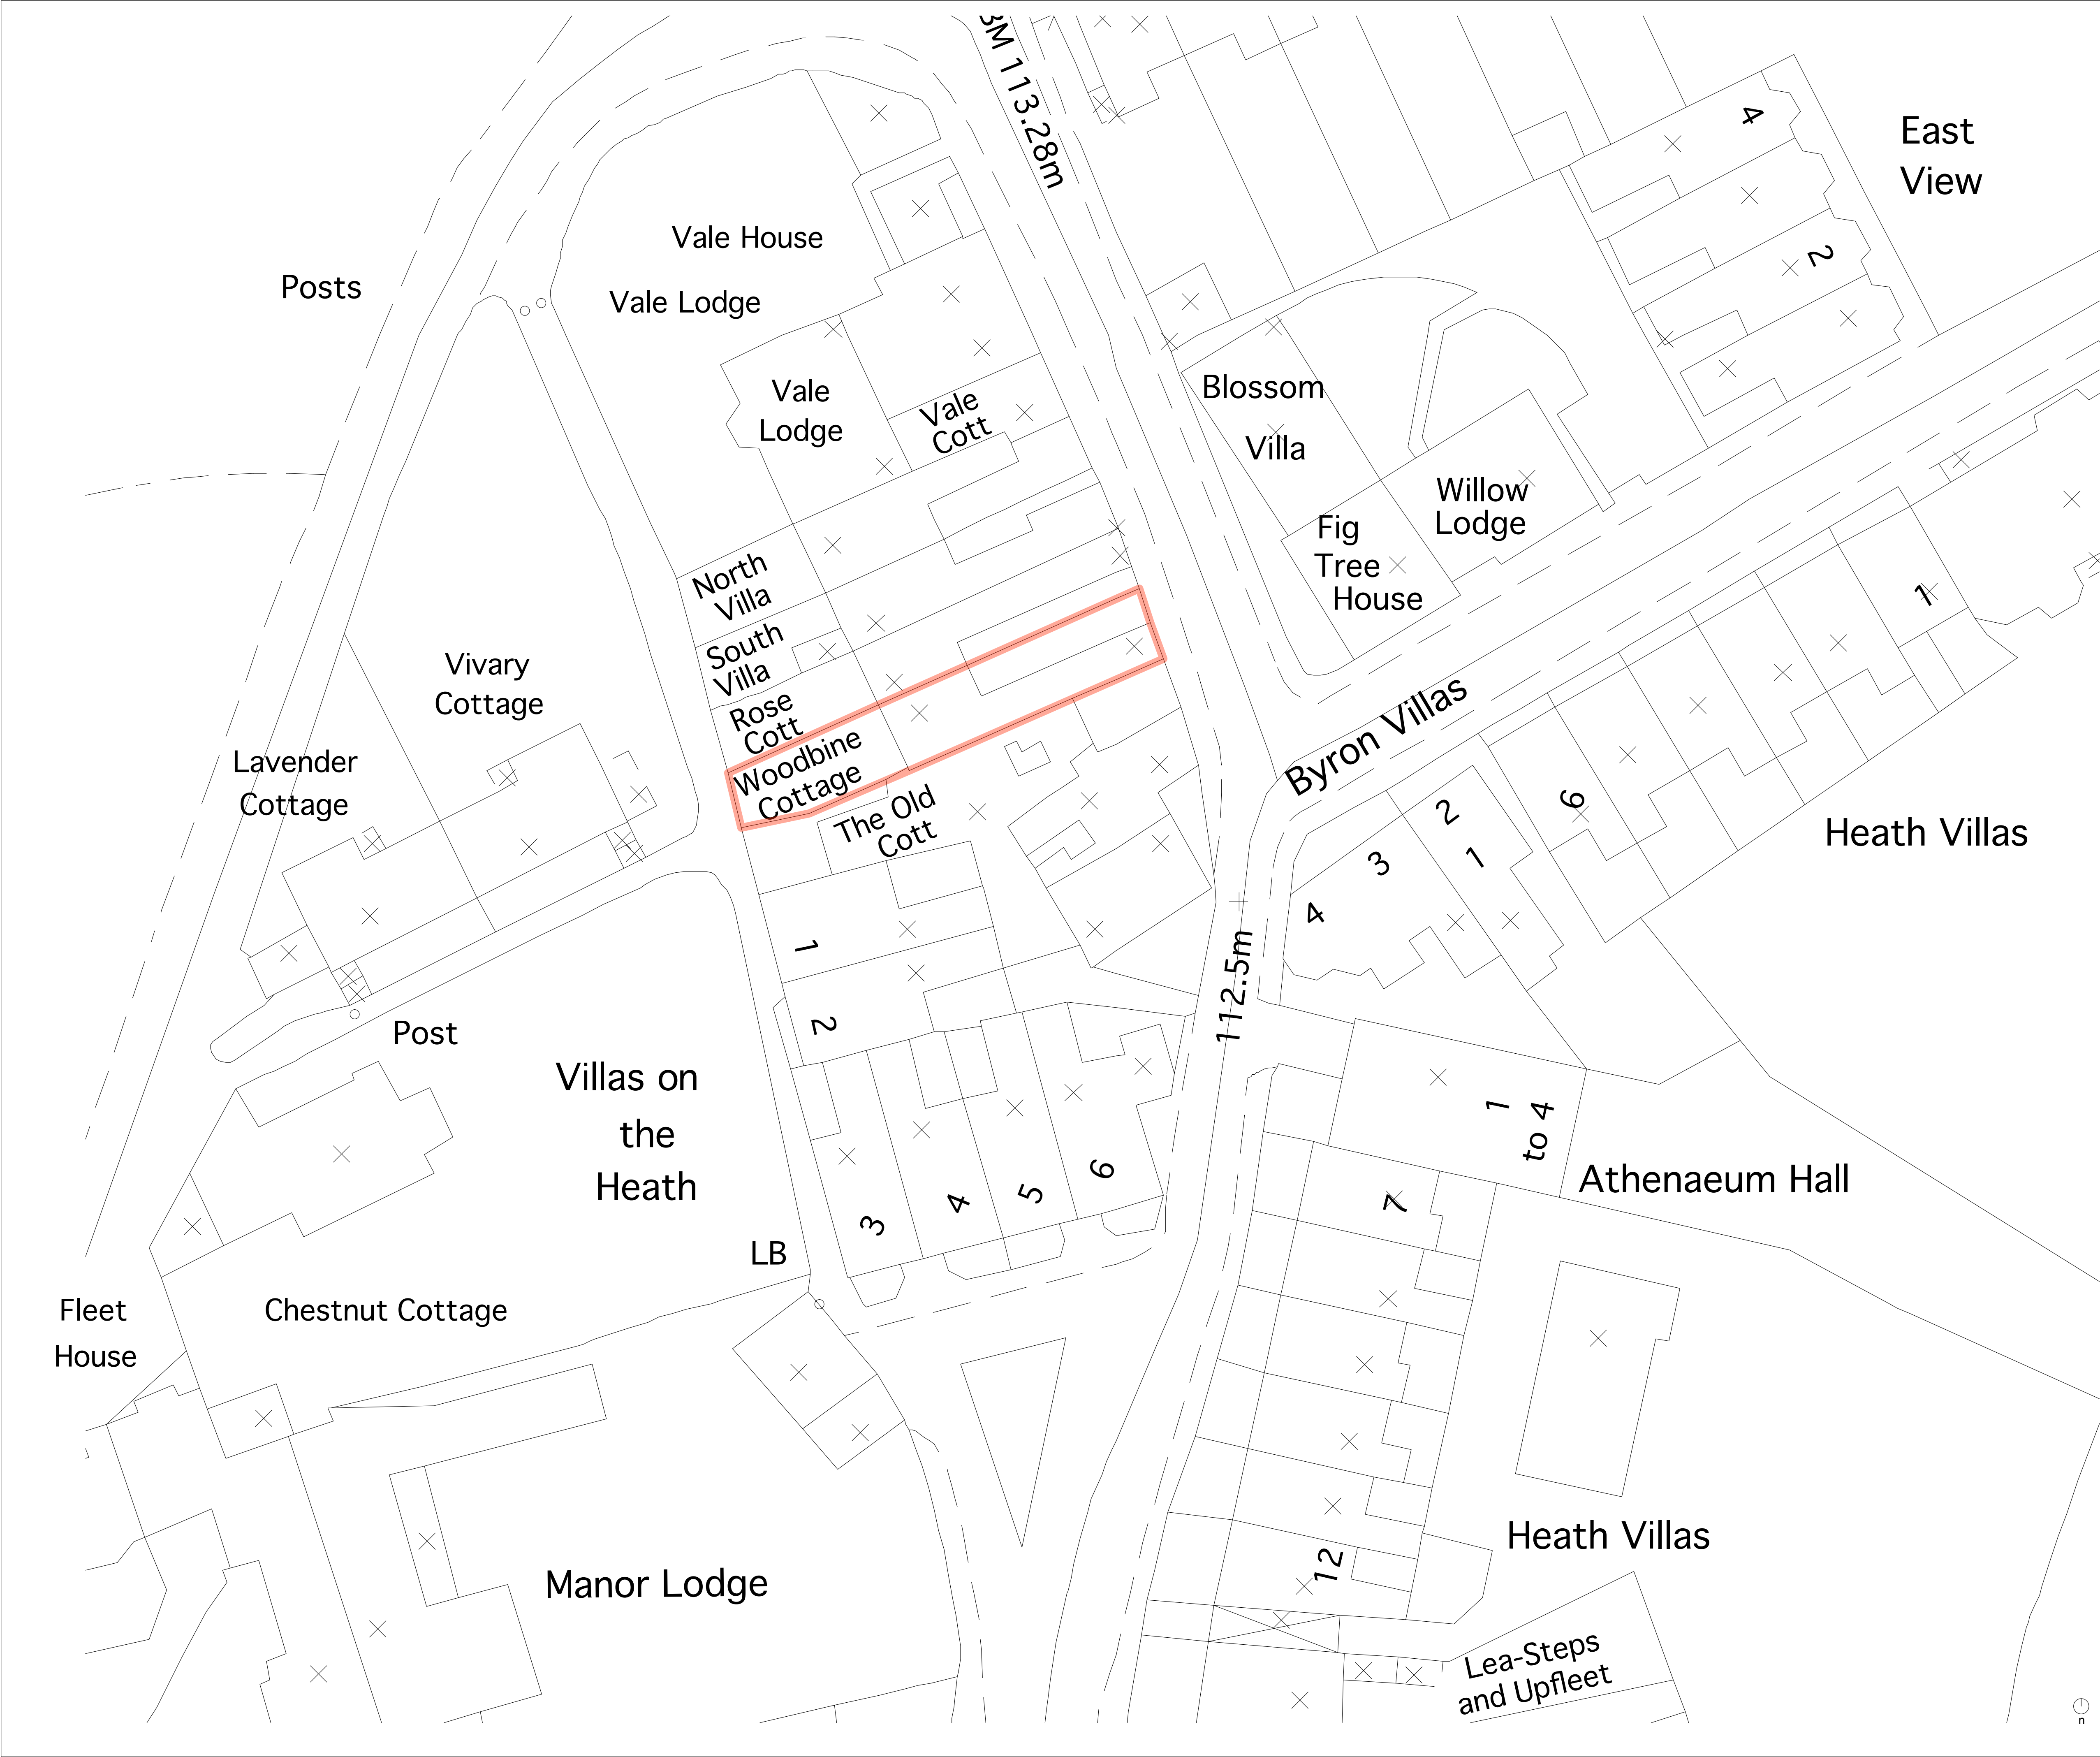 BM 113.28m
4
East
View
Vale House
2
Posts
Vale Lodge
Blossom
Villa
Vale
Lodge
Vale
Cott
Willow
Lodge
Fig
Tree
House
North
Villa
1
South
Villa
Vivary
Cottage
Rose
Cott
Byron Villas
Lavender
Cottage
Woodbine
Cottage
The Old
Cott
2
6
3
1
4
Heath Villas
1
112.5m
2
Post
Villas on
the
Heath
1
to 4
6
5
4
3
7
Athenaeum Hall
LB
Fleet
House
Chestnut Cottage
Heath Villas
12
Manor Lodge
Lea-Steps
and Upfleet
n